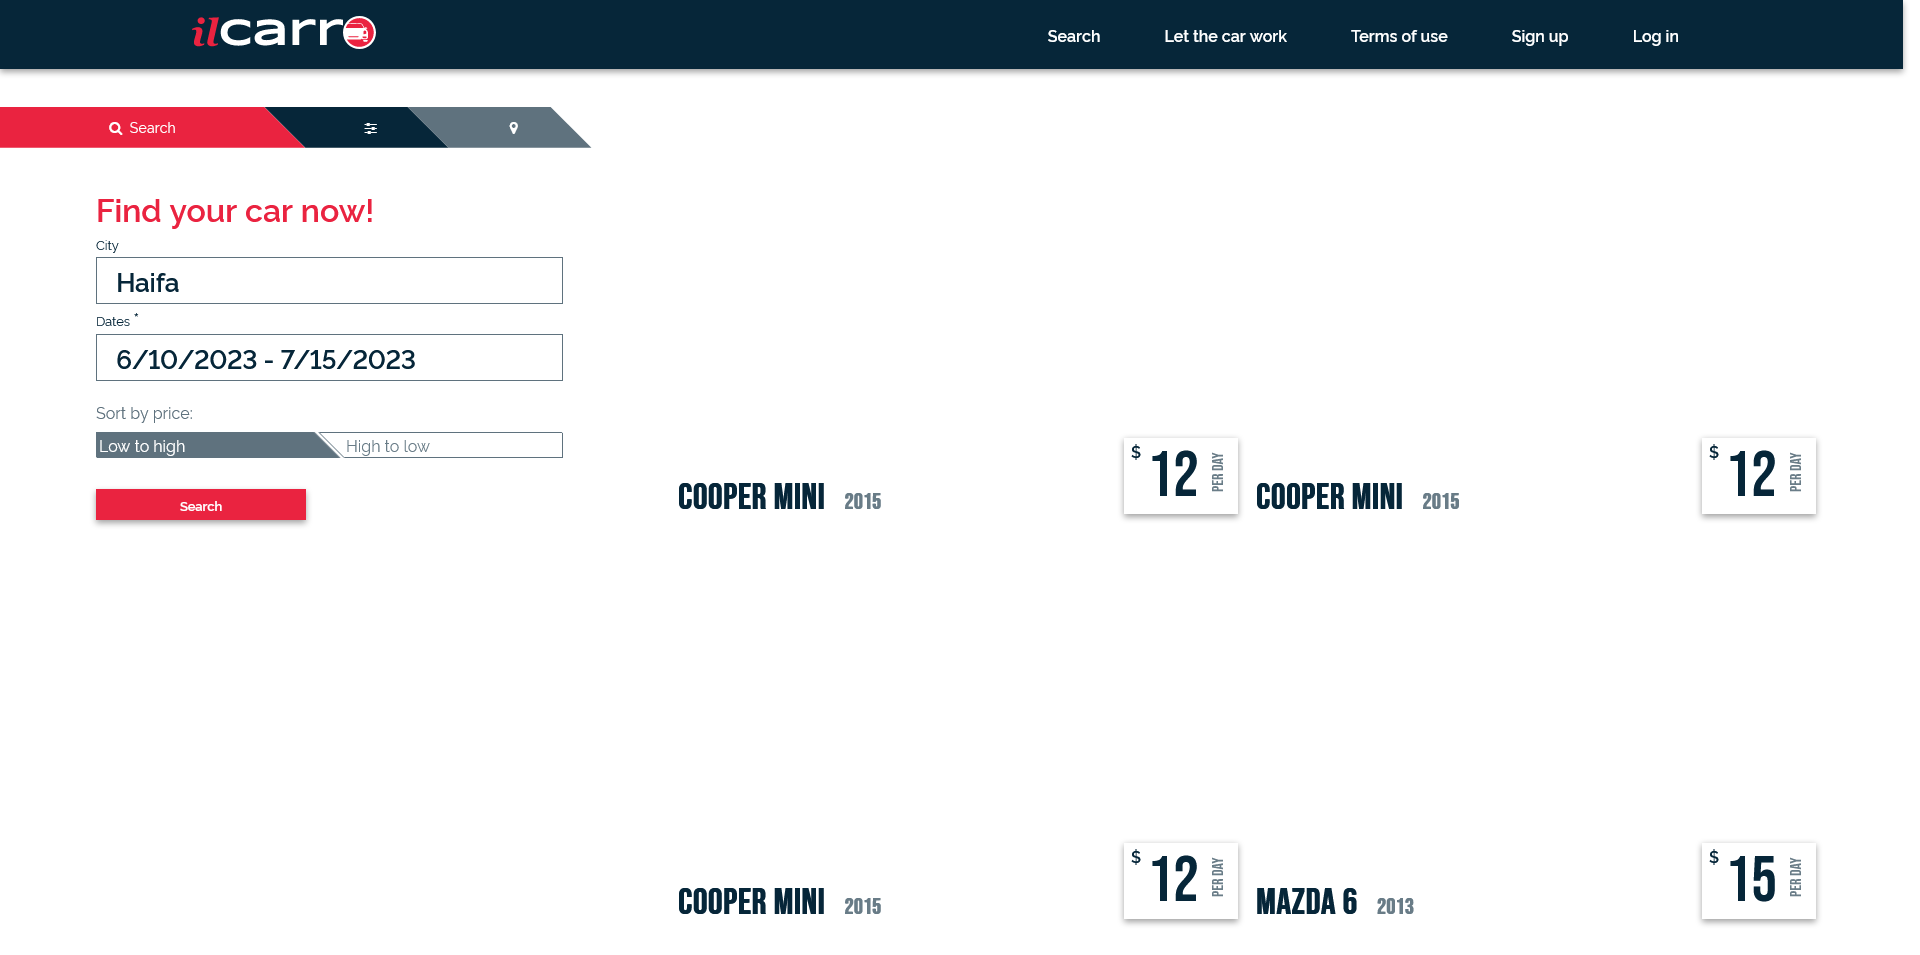 ilcarro
Search
Let the car work
Terms of use
Sign up
Log in
Search
Find your car now!
City
Haifa
Dates *
6/10/2023 - 7/15/2023
Sort by price:
Low to high
High to low
Search
COOPER MINI 2015
$ 12 PER DAY
COOPER MINI 2015
$ 12 PER DAY
COOPER MINI 2015
$ 12 PER DAY
MAZDA 6 2013
$ 15 PER DAY